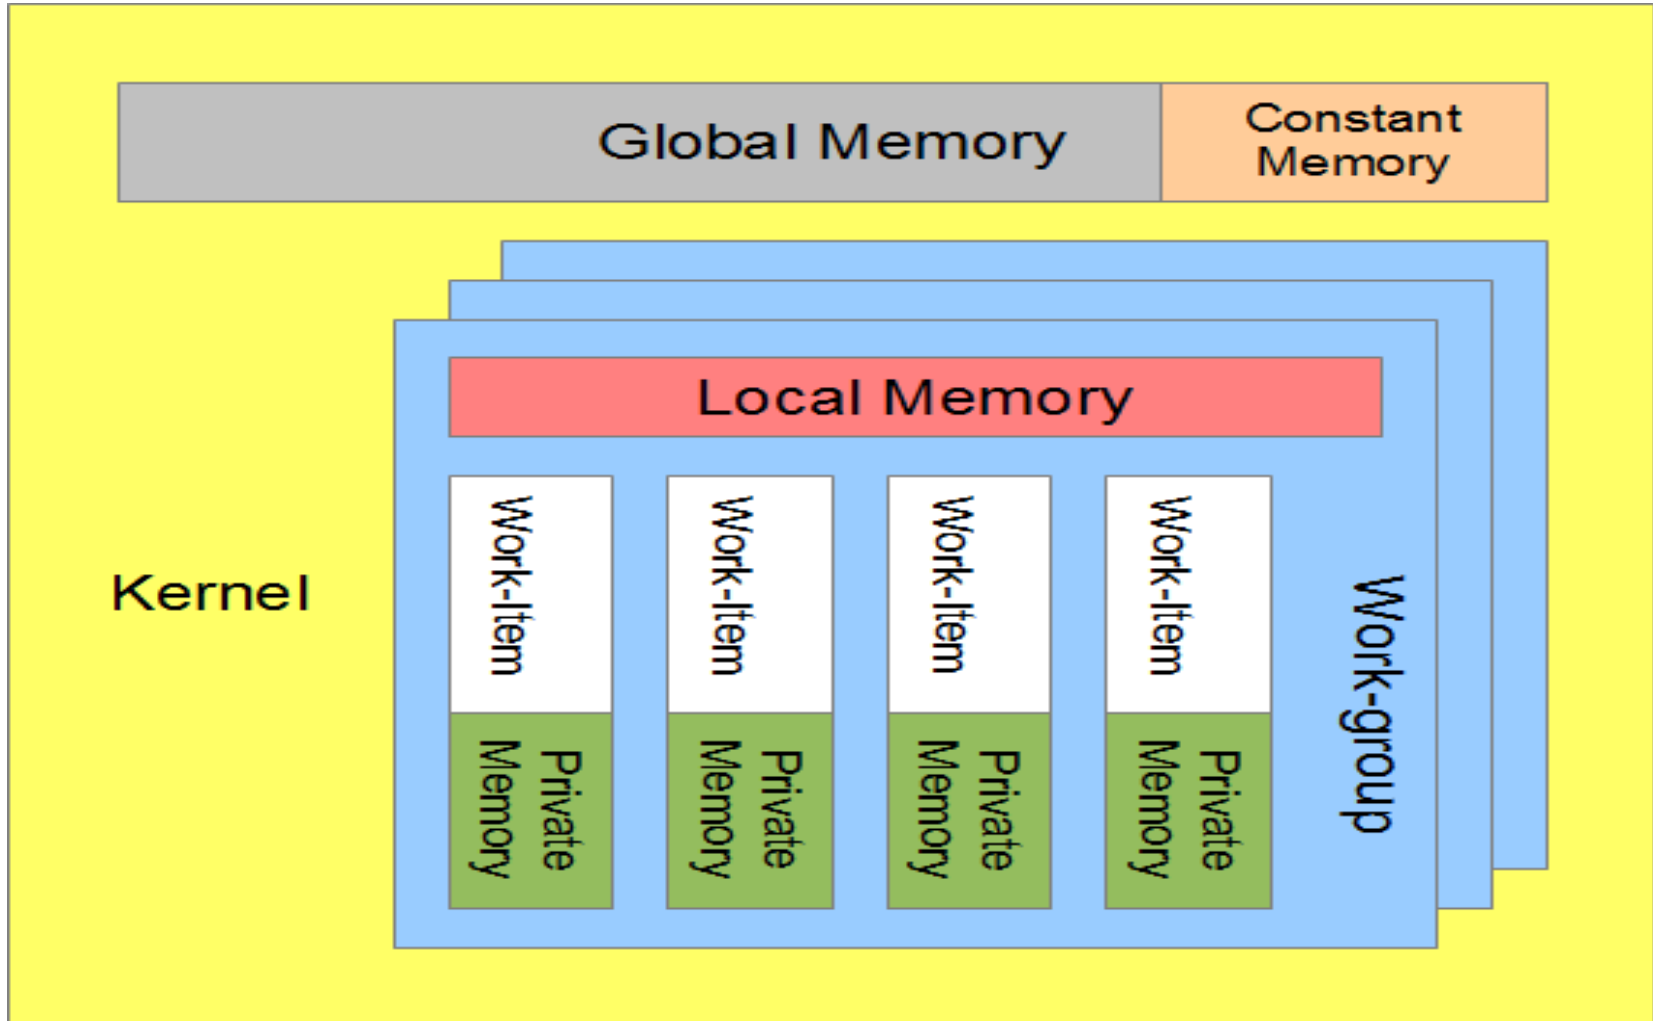 Global Memory
Constant
Memory
Local Memory
Work-Item
Work-Item
Work-Item
Work-Item
Kernel
Work-group
Private
Memory
Private
Memory
Private
Memory
Private
Memory